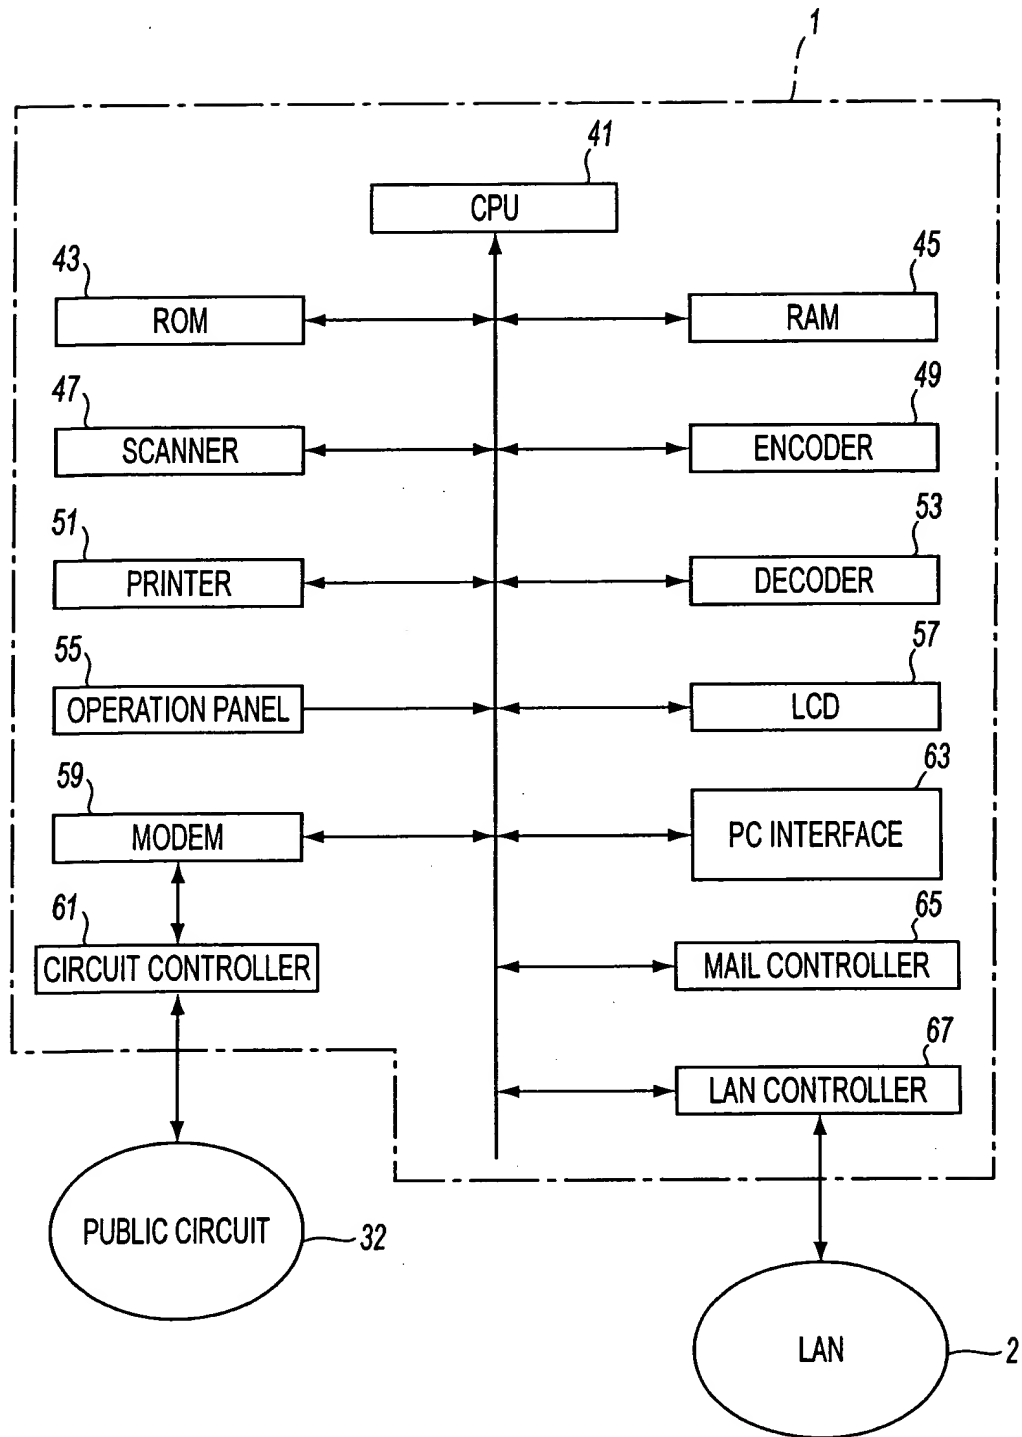 1
41
CPU
43
ROM
45
RAM
47
SCANNER
49
ENCODER
51
PRINTER
53
DECODER
55
OPERATION PANEL
57
LCD
59
MODEM
63
PC INTERFACE
61
CIRCUIT CONTROLLER
65
MAIL CONTROLLER
67
LAN CONTROLLER
PUBLIC CIRCUIT
32
LAN
2